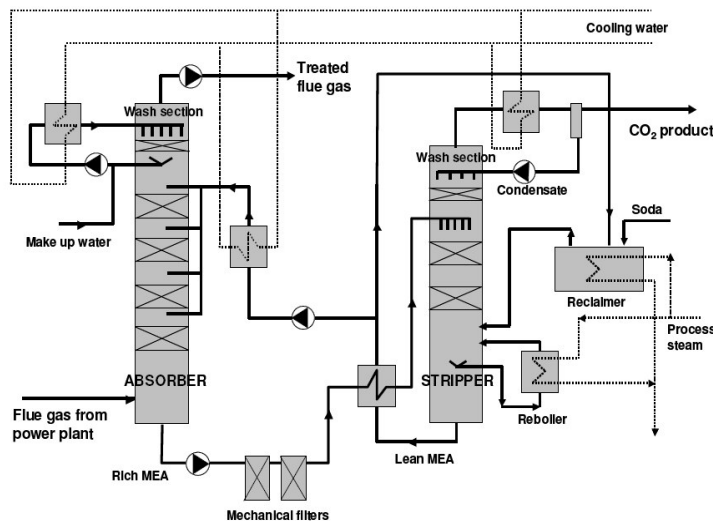 Cooling water
Treated
flue gas
Wash section
CO2 product
Wash section
Condensate
Make up water
Soda
Reclaimer
Process
steam
ABSORBER
STRIPPER
Flue gas from
power plant
Reboiler
Lean MEA
Rich MEA
Mechanical filters